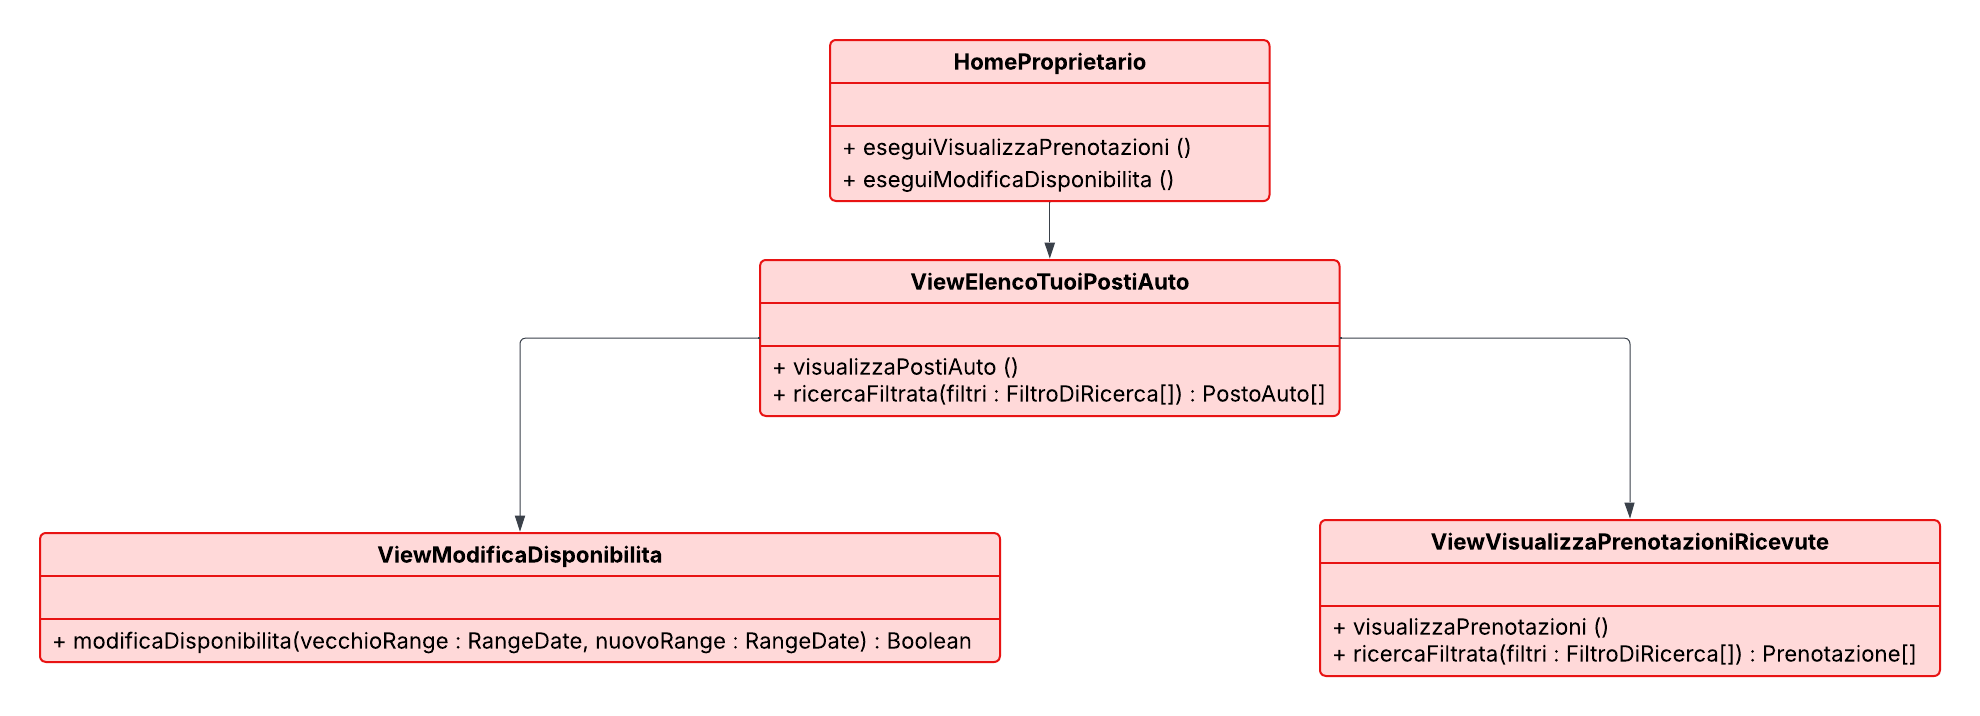 HomeProprietario
+ eseguiVisualizzaPrenotazioni ()
+ eseguiModificaDisponibilita ()
ViewElencoTuoiPostiAuto
+ visualizzaPostiAuto ()
+ ricercaFiltrata(filtri : FiltroDiRicerca[]) : PostoAuto[]
ViewModificaDisponibilita
+ modificaDisponibilita(vecchioRange : RangeDate, nuovoRange : RangeDate) : Boolean
ViewVisualizzaPrenotazioniRicevute
+ visualizzaPrenotazioni ()
+ ricercaFiltrata(filtri : FiltroDiRicerca[]) : Prenotazione[]